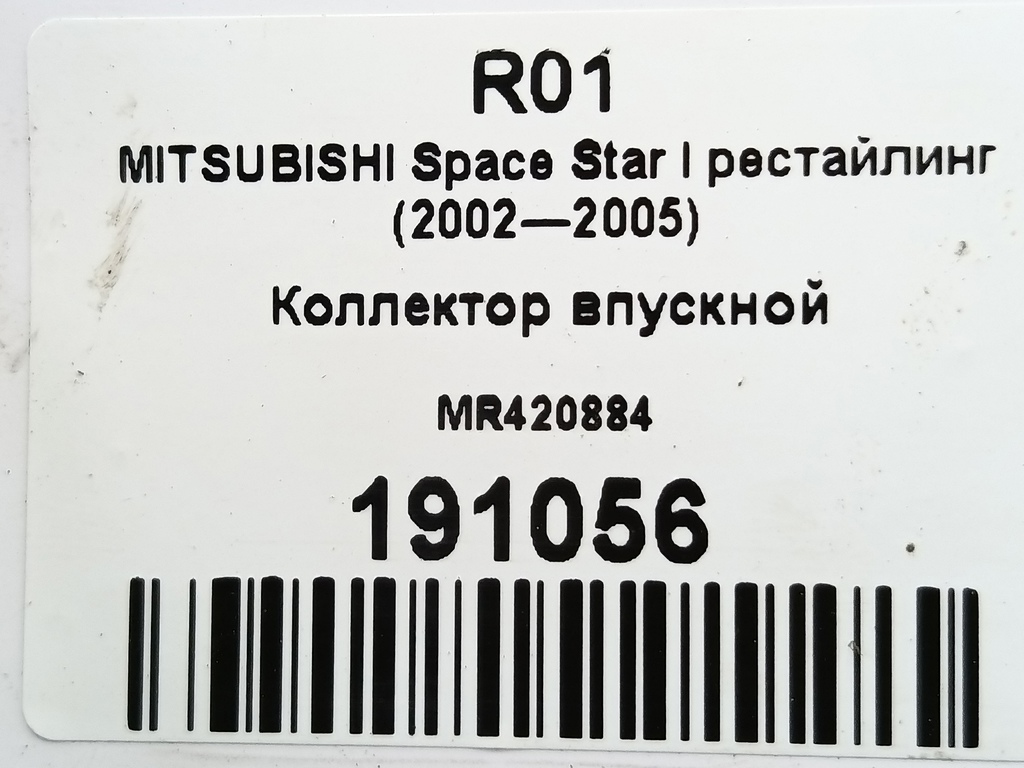 R01
MITSUBISHI Space Star I рестайлинг
(2002—2005)
Коллектор впускной
MR420884
191056